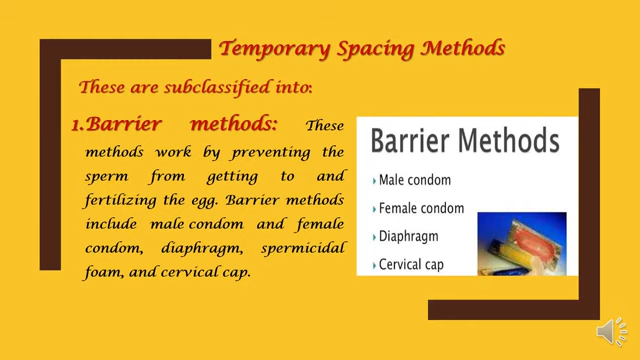 Temporary Spacing Methods
These are subclassified into:
1.Barrier methods: These
methods work by preventing the
sperm from getting to and
fertilizing the egg. Barrier methods
include male condom and female
condom, diaphragm, spermicidal
foam, and cervical cap.
Barrier Methods
Male condom
Female condom
Diaphragm
Cervical cap